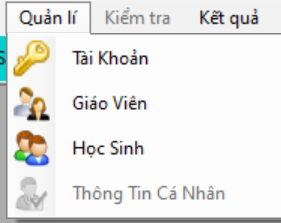 Quản lí Kiểm tra Kết quả
Tài Khoản
Giáo Viên
Học Sinh
Thông Tin Cá Nhân